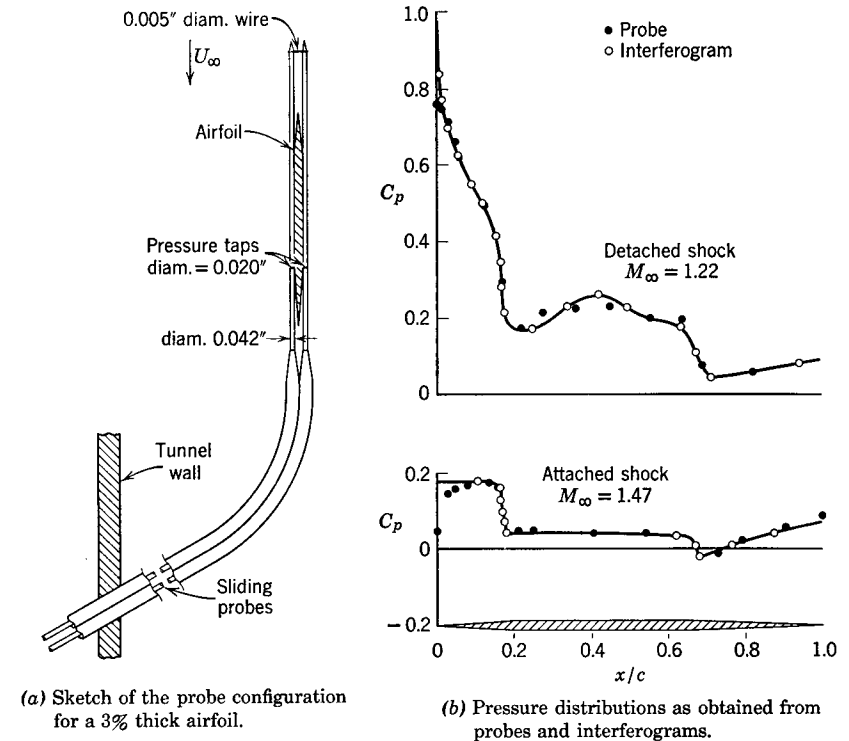 0.005″ diam. wire
U∞
Airfoil
Pressure taps
diam. = 0.020″
diam. 0.042″
Tunnel
wall
Sliding
probes
(a) Sketch of the probe configuration
for a 3% thick airfoil.
1.0
0.8
0.6
Cp
0.4
0.2
0
● Probe
○ Interferogram
Detached shock
M∞ = 1.22
0.2
Cp
0
−0.2
Attached shock
M∞ = 1.47
0 0.2 0.4 0.6 0.8 1.0
x/c
(b) Pressure distributions as obtained from
probes and interferograms.